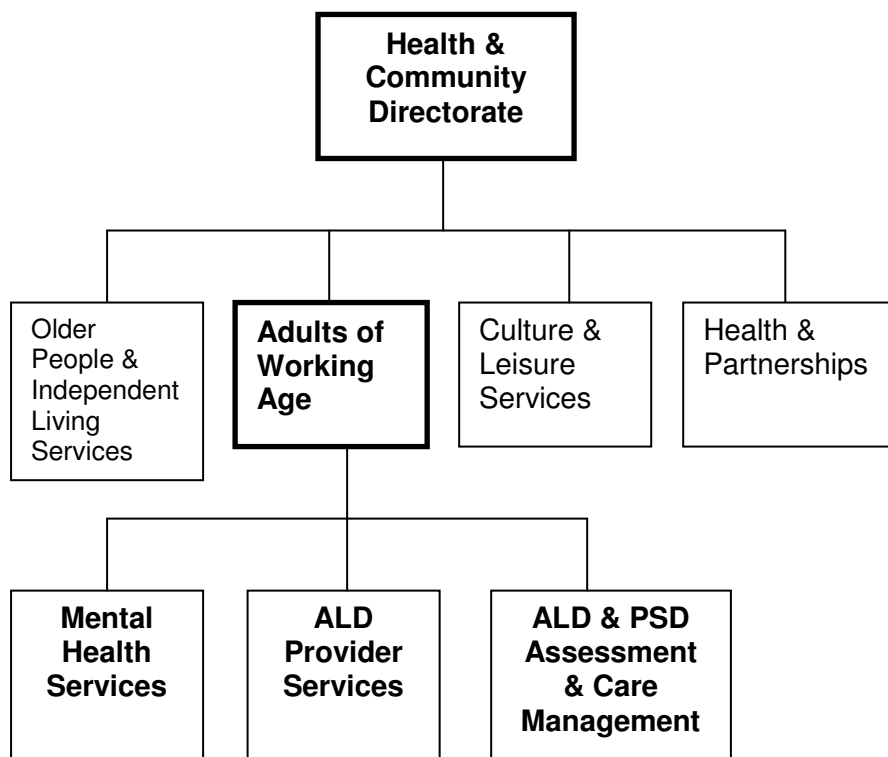 Health &
Community
Directorate
Older
People &
Independent
Living
Services
Adults of
Working
Age
Culture &
Leisure
Services
Health &
Partnerships
Mental
Health
Services
ALD
Provider
Services
ALD & PSD
Assessment
& Care
Management